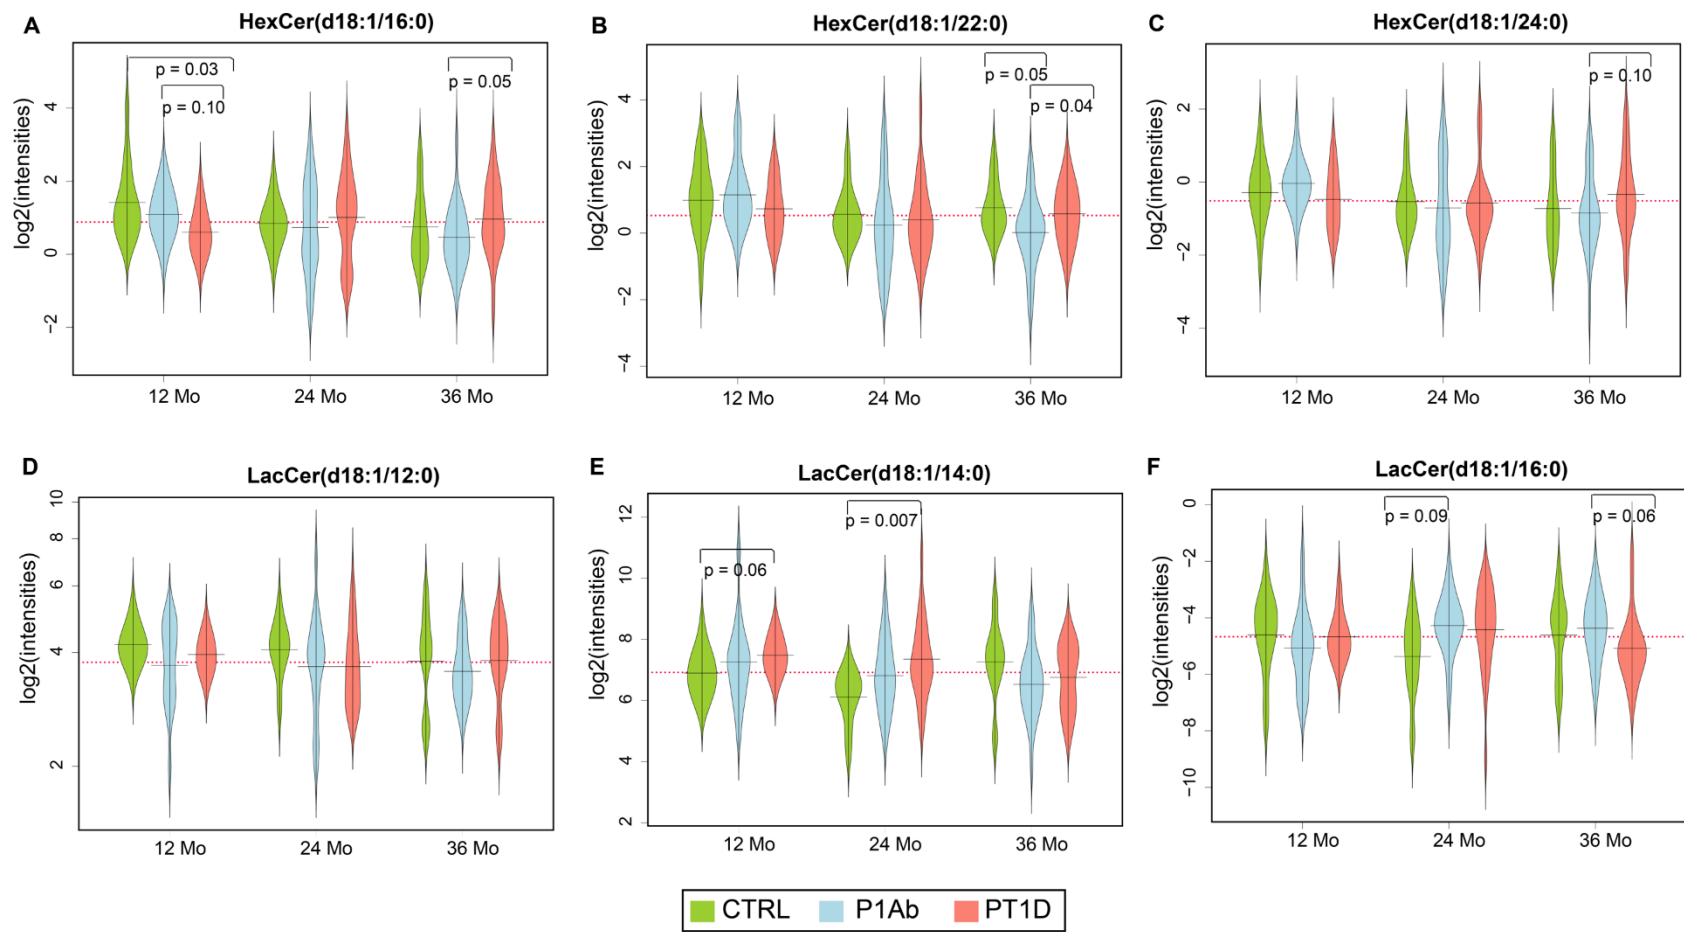 A HexCer(d18:1/16:0)
log2(intensities)
4
2
0
−2
p = 0.03
p = 0.10
p = 0.05
12 Mo 24 Mo 36 Mo
B HexCer(d18:1/22:0)
log2(intensities)
4
2
0
−2
−4
p = 0.05
p = 0.04
12 Mo 24 Mo 36 Mo
C HexCer(d18:1/24:0)
log2(intensities)
2
0
−2
−4
p = 0.10
12 Mo 24 Mo 36 Mo
D LacCer(d18:1/12:0)
log2(intensities)
10
8
6
4
2
12 Mo 24 Mo 36 Mo
E LacCer(d18:1/14:0)
log2(intensities)
12
10
8
6
4
2
p = 0.06
p = 0.007
12 Mo 24 Mo 36 Mo
F LacCer(d18:1/16:0)
log2(intensities)
0
−2
−4
−6
−8
−10
p = 0.09
p = 0.06
12 Mo 24 Mo 36 Mo
CTRL P1Ab PT1D